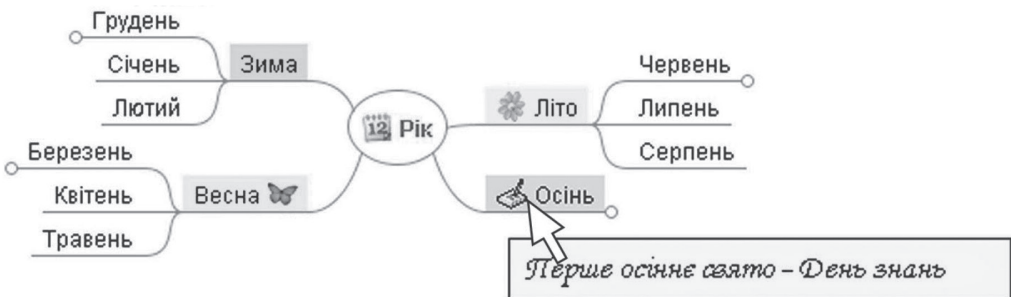 Грудень
Січень
Лютий
Зима
Березень
Квітень
Травень
Весна
12
Рік
Літо
Червень
Липень
Серпень
Осінь
Перше осіннє свято – День знань